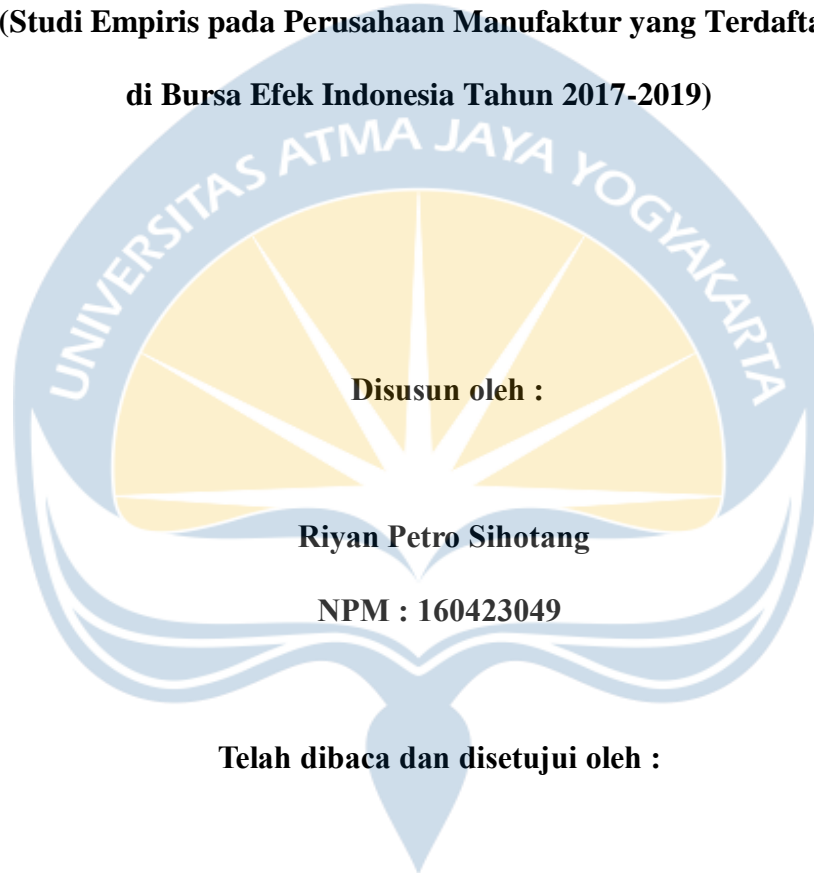 (Studi Empiris pada Perusahaan Manufaktur yang Terdafta
di Bursa Efek Indonesia Tahun 2017-2019)
UNIVERSITAS ATMA JAYA YOGYAKARTA
Disusun oleh :
Riyan Petro Sihotang
NPM : 160423049
Telah dibaca dan disetujui oleh :